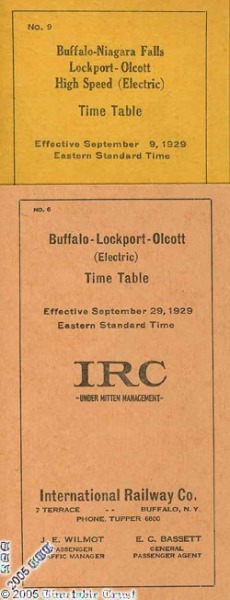 No. 9
Buffalo-Niagara Falls
Lockport-Olcott
High Speed (Electric)
Time Table
Effective September 9, 1929
Eastern Standard Time
NO. 6
Buffalo-Lockport-Olcott
(Electric)
Time Table
Effective September 29, 1929
Eastern Standard Time
IRC
-UNDER MITTEN MANAGEMENT-
International Railway Co.
7 TERRACE -- BUFFALO, N.Y.
PHONE, TUPPER 6800
J. E. WILMOT E. C. BASSETT
PASSENGER GENERAL
TRAFFIC MANAGER PASSENGER AGENT
2005
© 2005